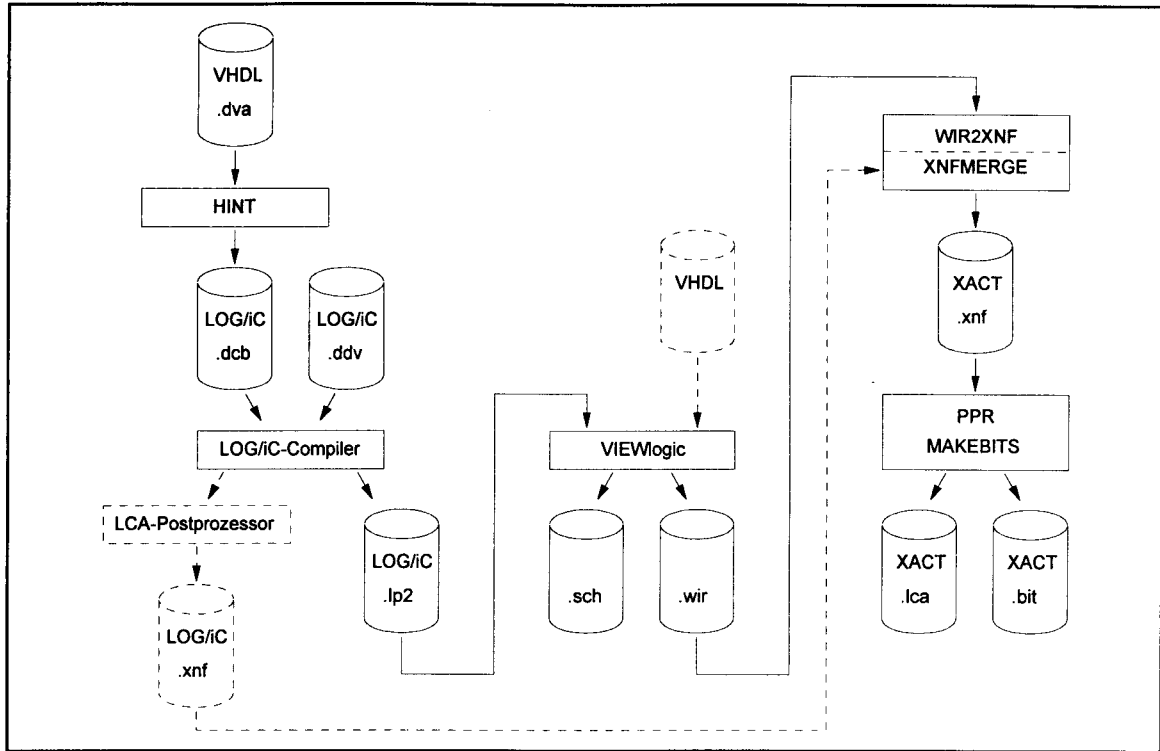 VHDL
.dva
HINT
LOG/iC
.dcb
LOG/iC
.ddv
LOG/iC-Compiler
LCA-Postprozessor
LOG/iC
.xnf
LOG/iC
.lp2
VHDL
VIEWlogic
.sch
.wir
WIR2XNF
XNFMERGE
XACT
.xnf
PPR
MAKEBITS
XACT
.lca
XACT
.bit